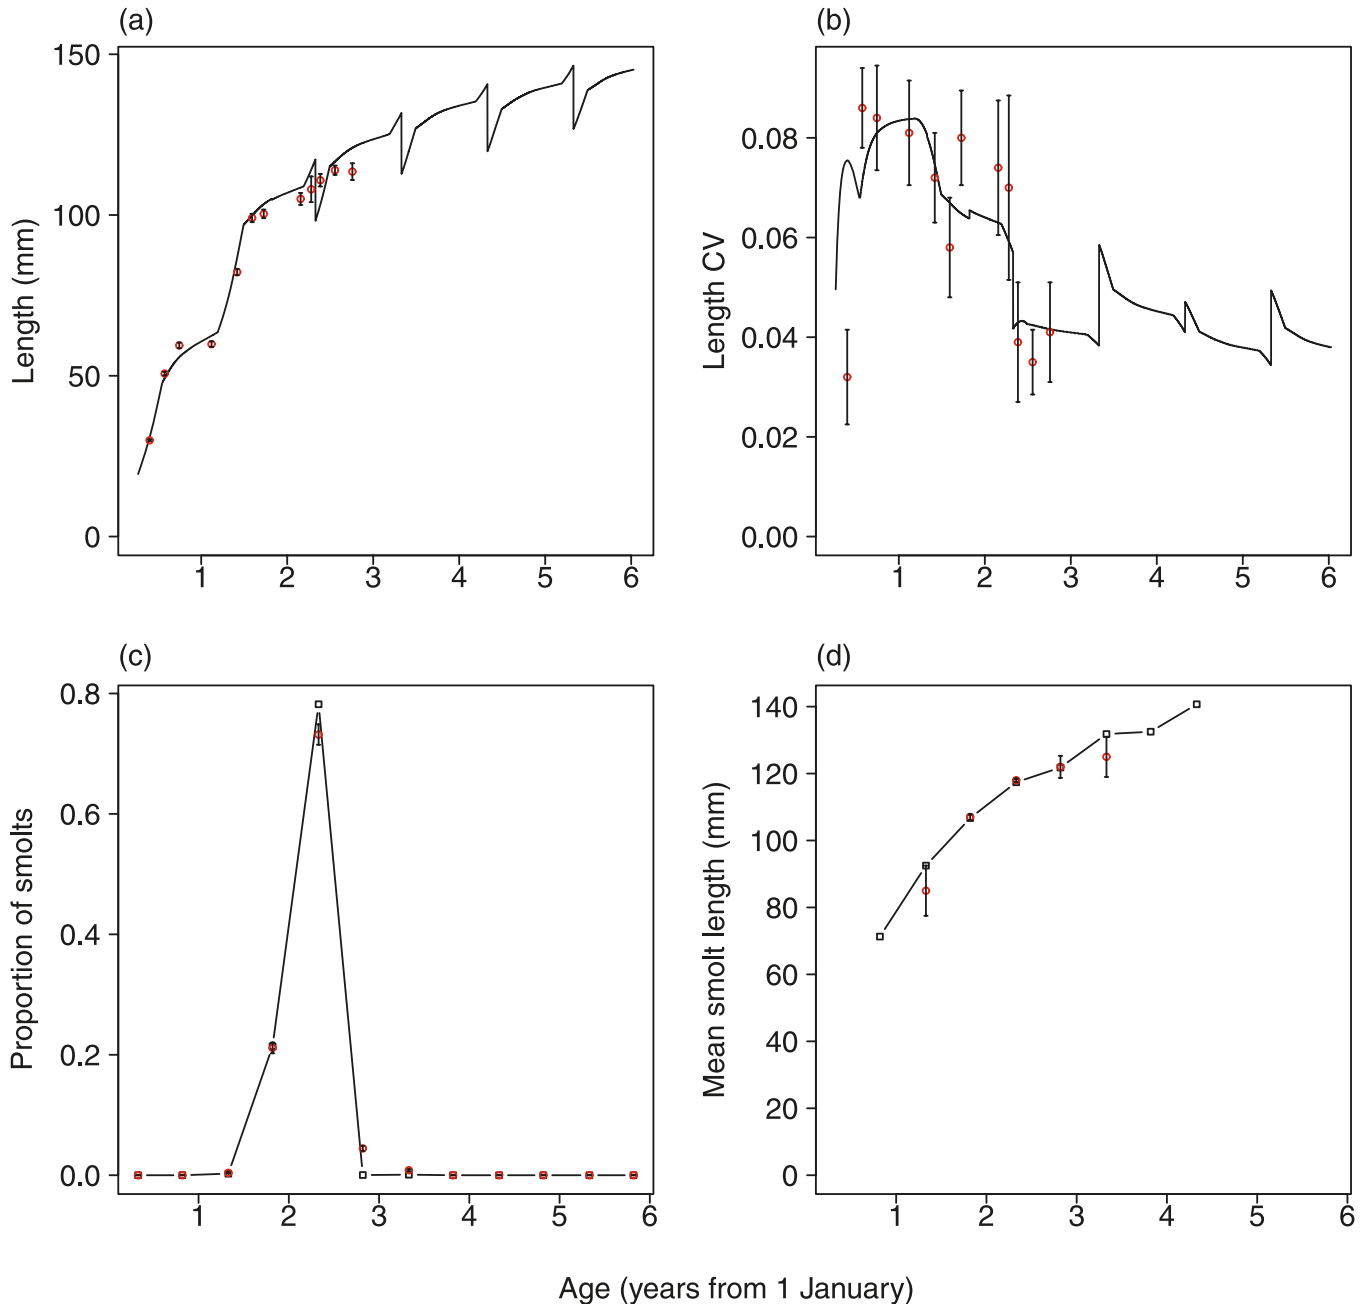 (a)
Length (mm)
150
100
50
0
1 2 3 4 5 6
(b)
Length CV
0.08
0.06
0.04
0.02
0.00
1 2 3 4 5 6
(c)
Proportion of smolts
0.8
0.6
0.4
0.2
0.0
1 2 3 4 5 6
(d)
Mean smolt length (mm)
140
120
100
80
60
40
20
0
1 2 3 4 5 6
Age (years from 1 January)